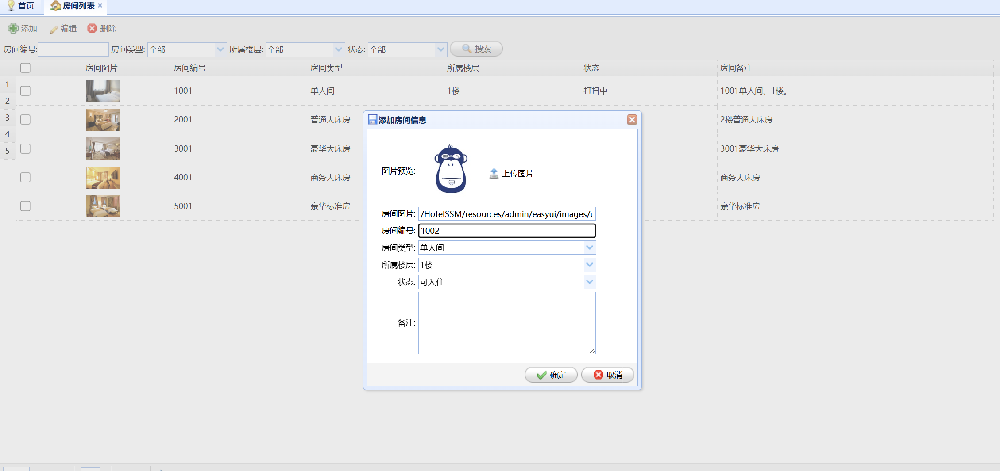 首页 房间列表
添加 编辑 删除
房间编号: 房间类型: 全部 所属楼层: 全部 状态: 全部 搜索
房间图片 房间编号 房间类型 所属楼层 状态 房间备注
1 1001 单人间 1楼 打扫中 1001单人间、1楼。
2 2001 普通大床房 2楼普通大床房
3 3001 豪华大床房 3001豪华大床房
4 4001 商务大床房 商务大床房
5 5001 豪华标准房 豪华标准房
添加房间信息
图片预览: 上传图片
房间图片: /HotelSSM/resources/admin/easyui/images/u
房间编号: 1002
房间类型: 单人间
所属楼层: 1楼
状态: 可入住
备注:
确定 取消